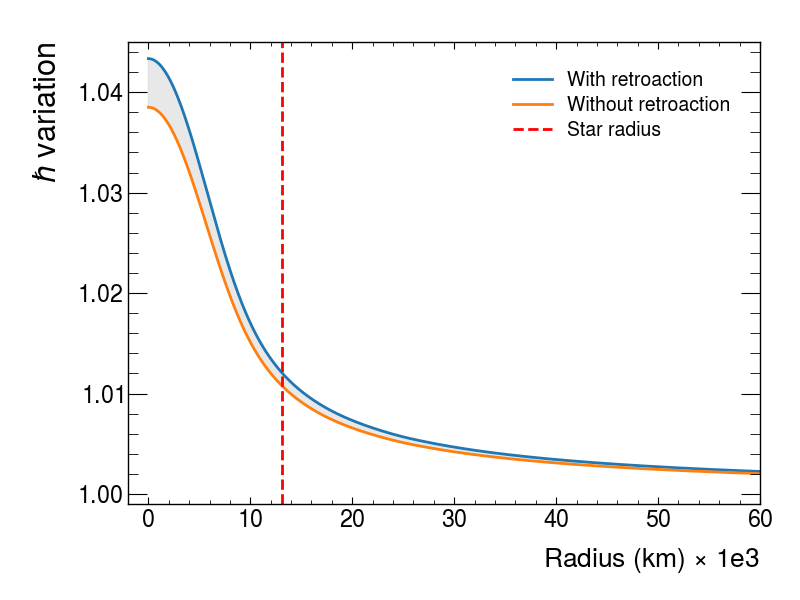 ℏ variation
1.04
1.03
1.02
1.01
1.00
With retroaction
Without retroaction
Star radius
0 10 20 30 40 50 60
Radius (km) × 1e3